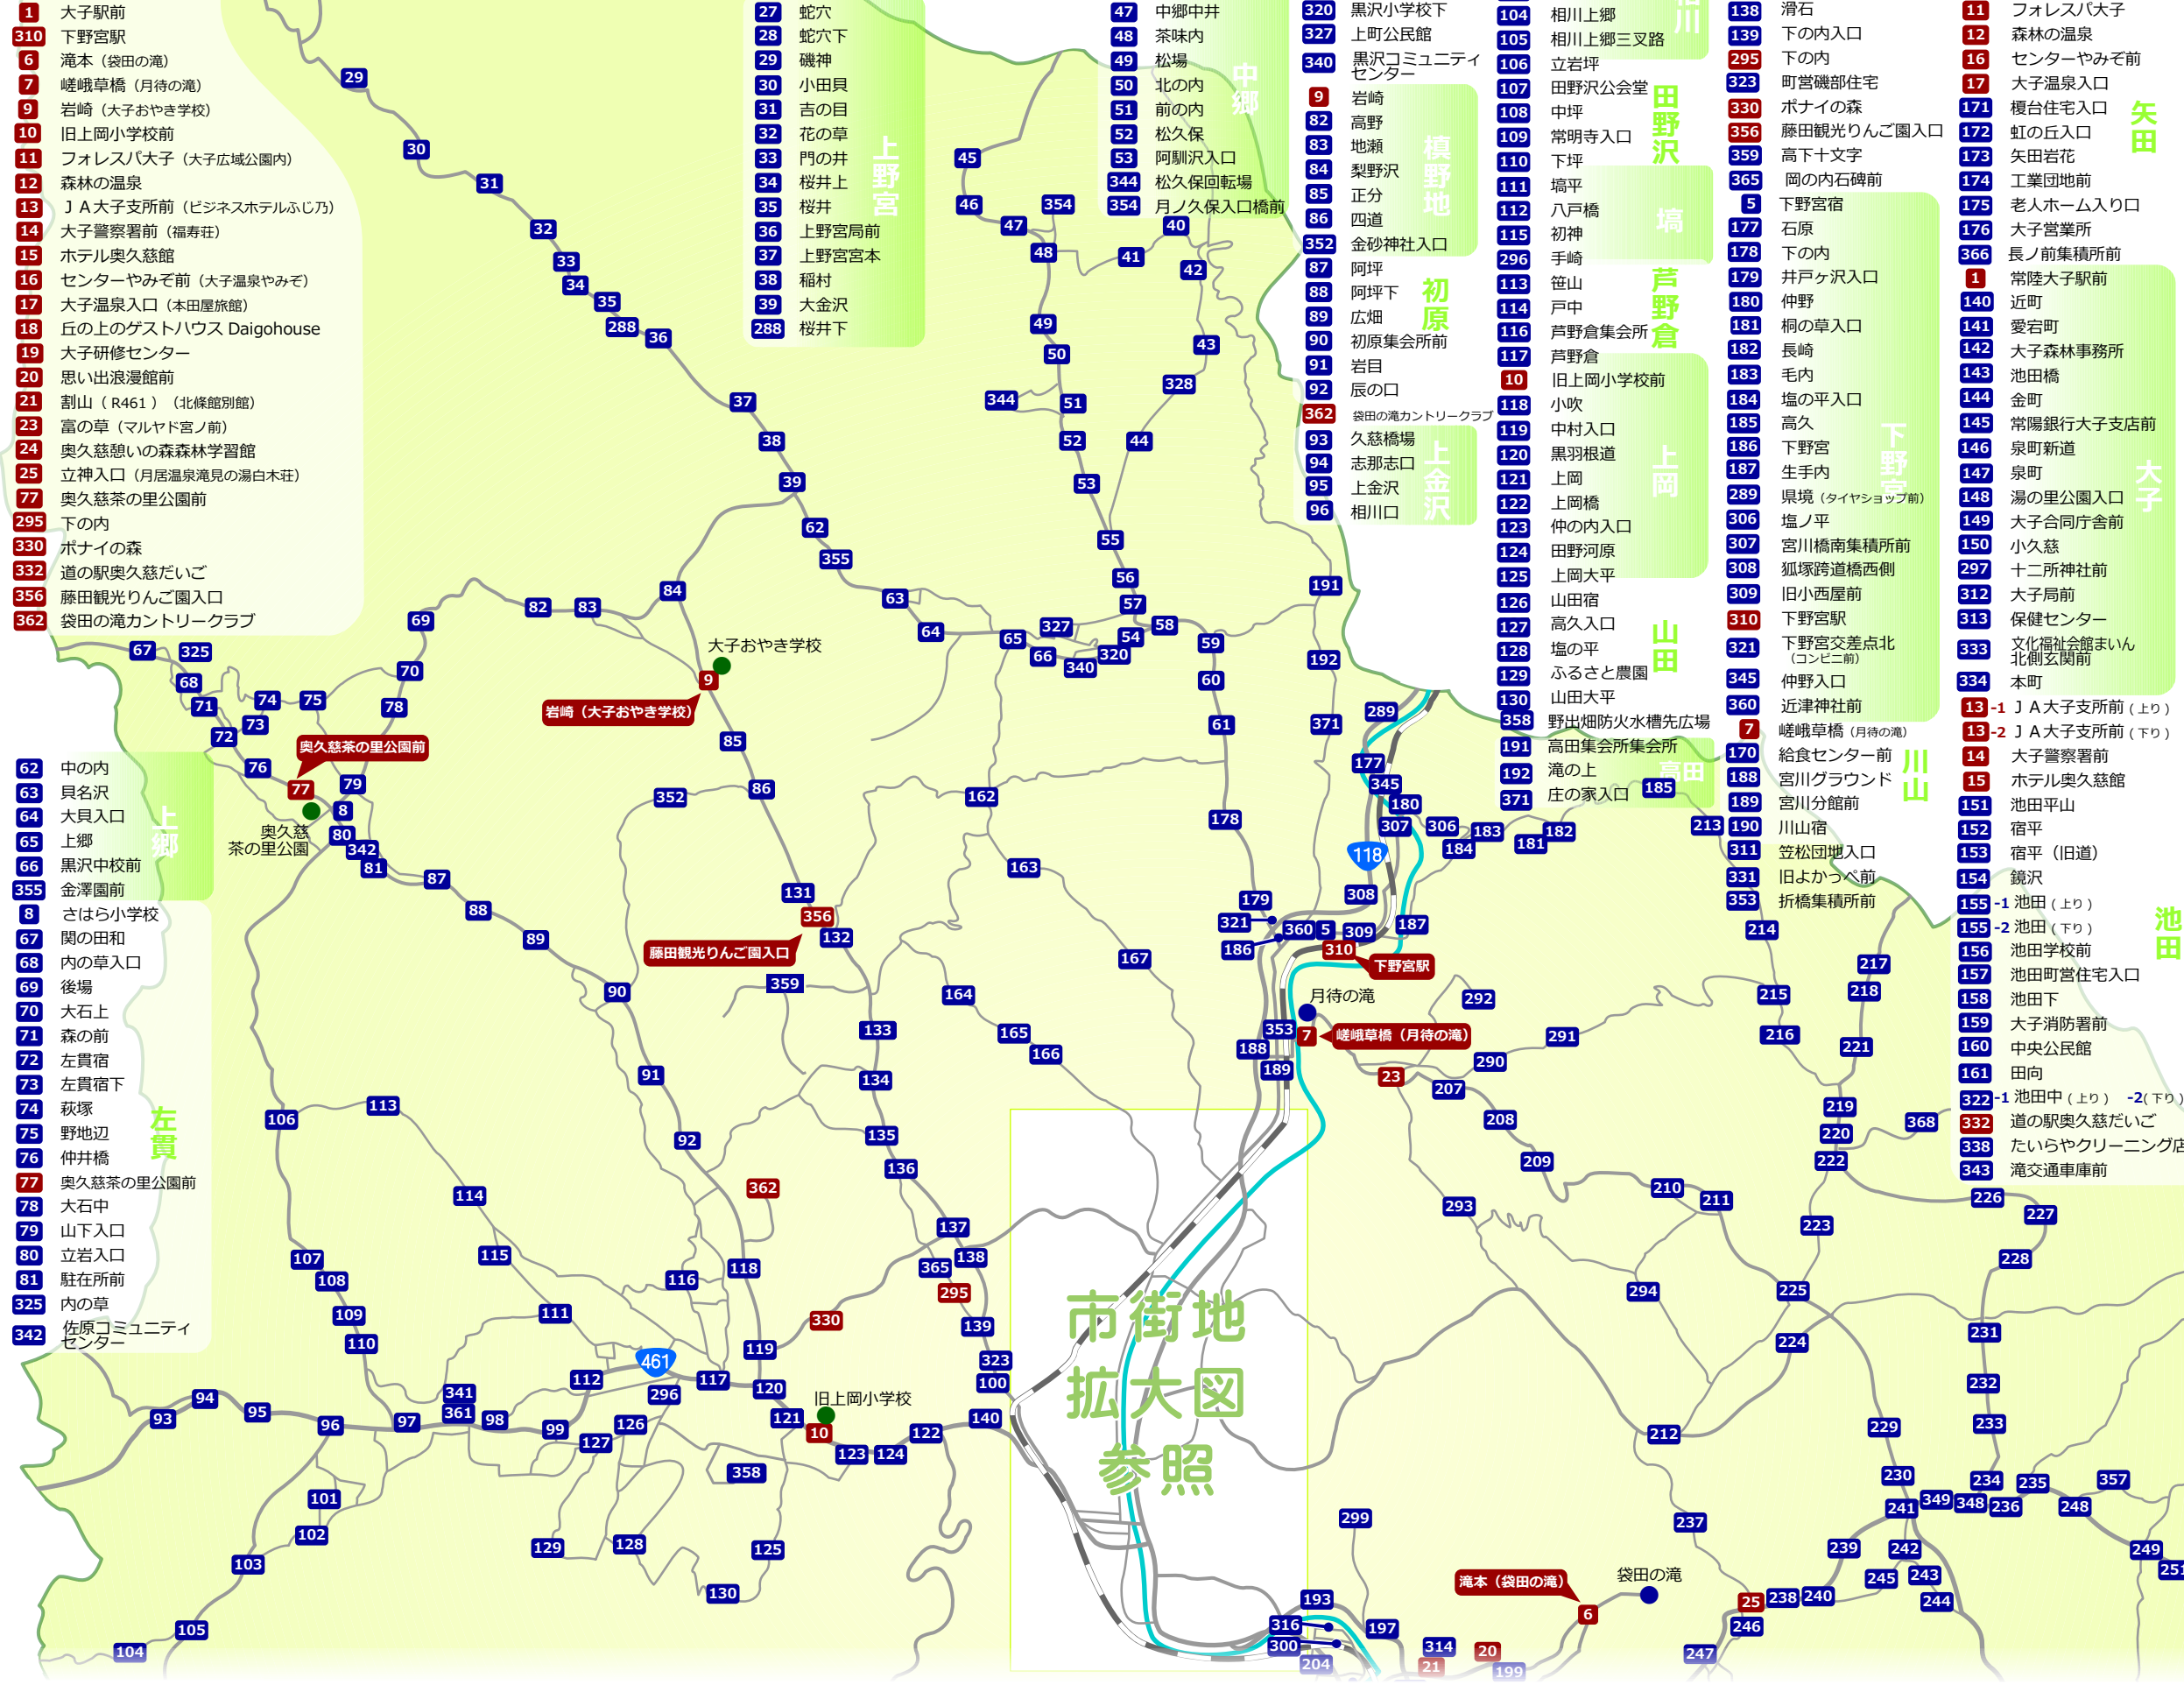 1 大子駅前
310 下野宮駅
6 滝本（袋田の滝）
7 嵯峨草橋（月待の滝）
9 岩崎（大子おやき学校）
10 旧上岡小学校前
11 フォレスパ大子（大子広域公園内）
12 森林の温泉
13 ＪＡ大子支所前（ビジネスホテルふじ乃）
14 大子警察署前（福寿荘）
15 ホテル奥久慈館
16 センターやみぞ前（大子温泉やみぞ）
17 大子温泉入口（本田屋旅館）
18 丘の上のゲストハウス Daigohouse
19 大子研修センター
20 思い出浪漫館前
21 割山（ R461 ）（北條館別館）
23 富の草（マルヤド宮ノ前）
24 奥久慈憩いの森森林学習館
25 立神入口（月居温泉滝見の湯白木荘）
77 奥久慈茶の里公園前
295 下の内
330 ポナイの森
332 道の駅奥久慈だいご
356 藤田観光りんご園入口
362 袋田の滝カントリークラブ
上郷
62 中の内
63 貝名沢
64 大貝入口
65 上郷
66 黒沢中校前
355 金澤園前
左貫
8 さはら小学校
67 関の田和
68 内の草入口
69 後場
70 大石上
71 森の前
72 左貫宿
73 左貫宿下
74 萩塚
75 野地辺
76 仲井橋
77 奥久慈茶の里公園前
78 大石中
79 山下入口
80 立岩入口
81 駐在所前
325 内の草
342 佐原コミュニティ
センター
上野宮
27 蛇穴
28 蛇穴下
29 磯神
30 小田貝
31 吉の目
32 花の草
33 門の井
34 桜井上
35 桜井
36 上野宮局前
37 上野宮宮本
38 稲村
39 大金沢
288 桜井下
中郷
47 中郷中井
48 茶味内
49 松場
50 北の内
51 前の内
52 松久保
53 阿馴沢入口
344 松久保回転場
354 月ノ久保入口橋前
320 黒沢小学校下
327 上町公民館
340 黒沢コミュニティ
センター
槙野地
9 岩崎
82 高野
83 地瀬
84 梨野沢
85 正分
86 四道
352 金砂神社入口
初原
87 阿坪
88 阿坪下
89 広畑
90 初原集会所前
91 岩目
92 辰の口
362 袋田の滝カントリークラブ
上金沢
93 久慈橋場
94 志那志口
95 上金沢
96 相川口
川
104 相川上郷
105 相川上郷三叉路
田野沢
106 立岩坪
107 田野沢公会堂
108 中坪
109 常明寺入口
110 下坪
塙
111 塙平
112 八戸橋
115 初神
296 手崎
芦野倉
113 笹山
114 戸中
116 芦野倉集会所
117 芦野倉
上岡
10 旧上岡小学校前
118 小吹
119 中村入口
120 黒羽根道
121 上岡
122 上岡橋
123 仲の内入口
124 田野河原
125 上岡大平
山田
126 山田宿
127 高久入口
128 塩の平
129 ふるさと農園
130 山田大平
358 野出畑防火水槽先広場
高田
191 高田集会所集会所
192 滝の上
371 庄の家入口
138 滑石
139 下の内入口
295 下の内
323 町営磯部住宅
330 ポナイの森
356 藤田観光りんご園入口
359 高下十文字
365 岡の内石碑前
下野宮
5 下野宮宿
177 石原
178 下の内
179 井戸ヶ沢入口
180 仲野
181 桐の草入口
182 長崎
183 毛内
184 塩の平入口
185 高久
186 下野宮
187 生手内
289 県境（タイヤショップ前）
306 塩ノ平
307 宮川橋南集積所前
308 狐塚跨道橋西側
309 旧小西屋前
310 下野宮駅
321 下野宮交差点北
（コンビニ前）
345 仲野入口
360 近津神社前
川山
7 嵯峨草橋（月待の滝）
170 給食センター前
188 宮川グラウンド
189 宮川分館前
190 川山宿
311 笠松団地入口
331 旧よかっぺ前
353 折橋集積所前
矢田
11 フォレスパ大子
12 森林の温泉
16 センターやみぞ前
17 大子温泉入口
171 榎台住宅入口
172 虹の丘入口
173 矢田岩花
174 工業団地前
175 老人ホーム入り口
176 大子営業所
366 長ノ前集積所前
大子
1 常陸大子駅前
140 近町
141 愛宕町
142 大子森林事務所
143 池田橋
144 金町
145 常陽銀行大子支店前
146 泉町新道
147 泉町
148 湯の里公園入口
149 大子合同庁舎前
150 小久慈
297 十二所神社前
312 大子局前
313 保健センター
333 文化福祉会館まいん
北側玄関前
334 本町
池田
13 -1 ＪＡ大子支所前（上り）
13 -2 ＪＡ大子支所前（下り）
14 大子警察署前
15 ホテル奥久慈館
151 池田平山
152 宿平
153 宿平（旧道）
154 鏡沢
155 -1 池田（上り）
155 -2 池田（下り）
156 池田学校前
157 池田町営住宅入口
158 池田下
159 大子消防署前
160 中央公民館
161 田向
322 -1 池田中（上り） -2（下り）
332 道の駅奥久慈だいご
338 たいらやクリーニング店
343 滝交通車庫前
大子おやき学校
岩崎（大子おやき学校）
奥久慈茶の里公園前
奥久慈
茶の里公園
藤田観光りんご園入口
下野宮駅
月待の滝
嵯峨草橋（月待の滝）
旧上岡小学校
滝本（袋田の滝）
袋田の滝
市街地
拡大図
参照
118
461